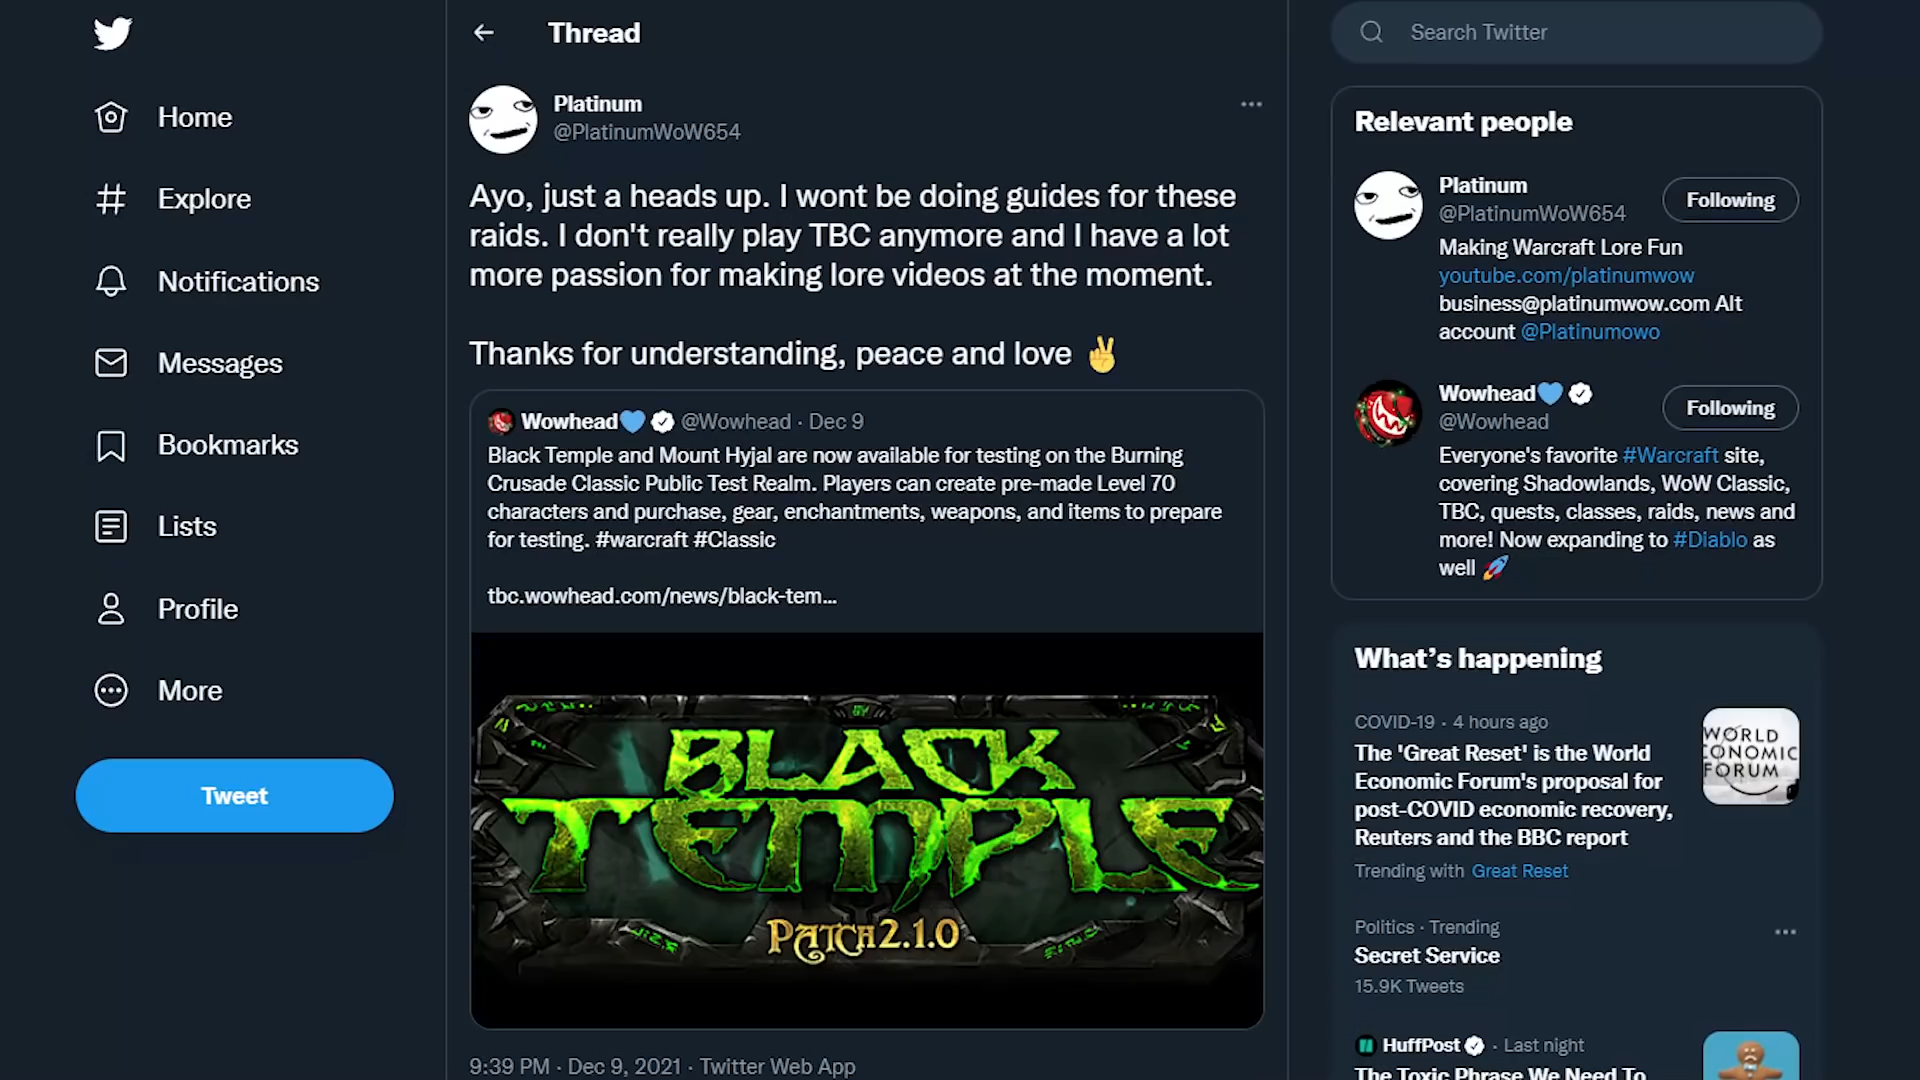 Home
Explore
Notifications
Messages
Bookmarks
Lists
Profile
More
Tweet
Thread
Platinum
@PlatinumWoW654
Ayo, just a heads up. I wont be doing guides for these
raids. I don't really play TBC anymore and I have a lot
more passion for making lore videos at the moment.
Thanks for understanding, peace and love ✌
Wowhead💙 @Wowhead · Dec 9
Black Temple and Mount Hyjal are now available for testing on the Burning
Crusade Classic Public Test Realm. Players can create pre-made Level 70
characters and purchase, gear, enchantments, weapons, and items to prepare
for testing. #warcraft #Classic
tbc.wowhead.com/news/black-tem...
BLACK
TEMPLE
PATCH 2.1.0
9:39 PM · Dec 9, 2021 · Twitter Web App
Search Twitter
Relevant people
Platinum
@PlatinumWoW654
Following
Making Warcraft Lore Fun
youtube.com/platinumwow
business@platinumwow.com Alt
account @Platinumowo
Wowhead💙
@Wowhead
Following
Everyone's favorite #Warcraft site,
covering Shadowlands, WoW Classic,
TBC, quests, classes, raids, news and
more! Now expanding to #Diablo as
well 🚀
What's happening
COVID-19 · 4 hours ago
The 'Great Reset' is the World
Economic Forum's proposal for
post-COVID economic recovery,
Reuters and the BBC report
Trending with Great Reset
WORLD
ECONOMIC
FORUM
Politics · Trending
Secret Service
15.9K Tweets
HuffPost · Last night
The Toxic Phrase We Need To